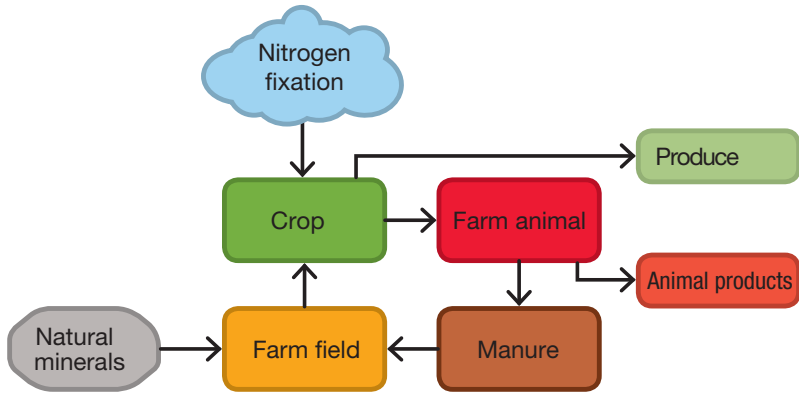 Nitrogen
fixation
Produce
Crop
Farm animal
Animal products
Natural
minerals
Farm field
Manure